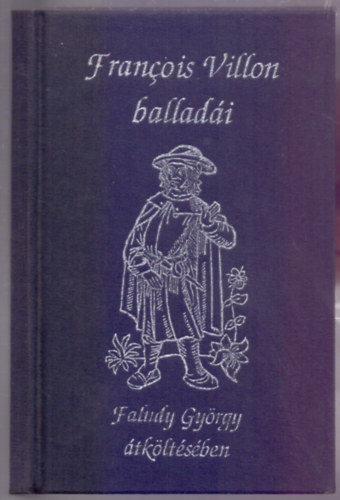 François Villon
balladái
Faludy György
átköltésében